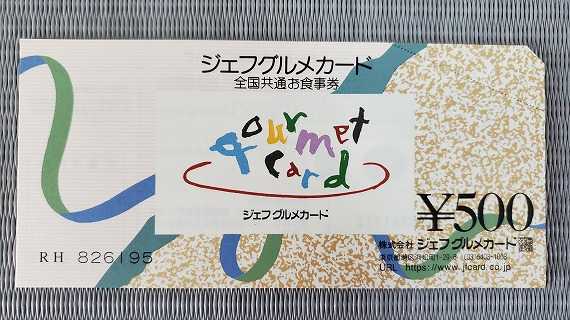 ジェフグルメカード
全国共通お食事券
gourmet
card
ジェフグルメカード
¥500
株式会社 ジェフグルメカード
URL https://www.jfcard.co.jp
RH 826195